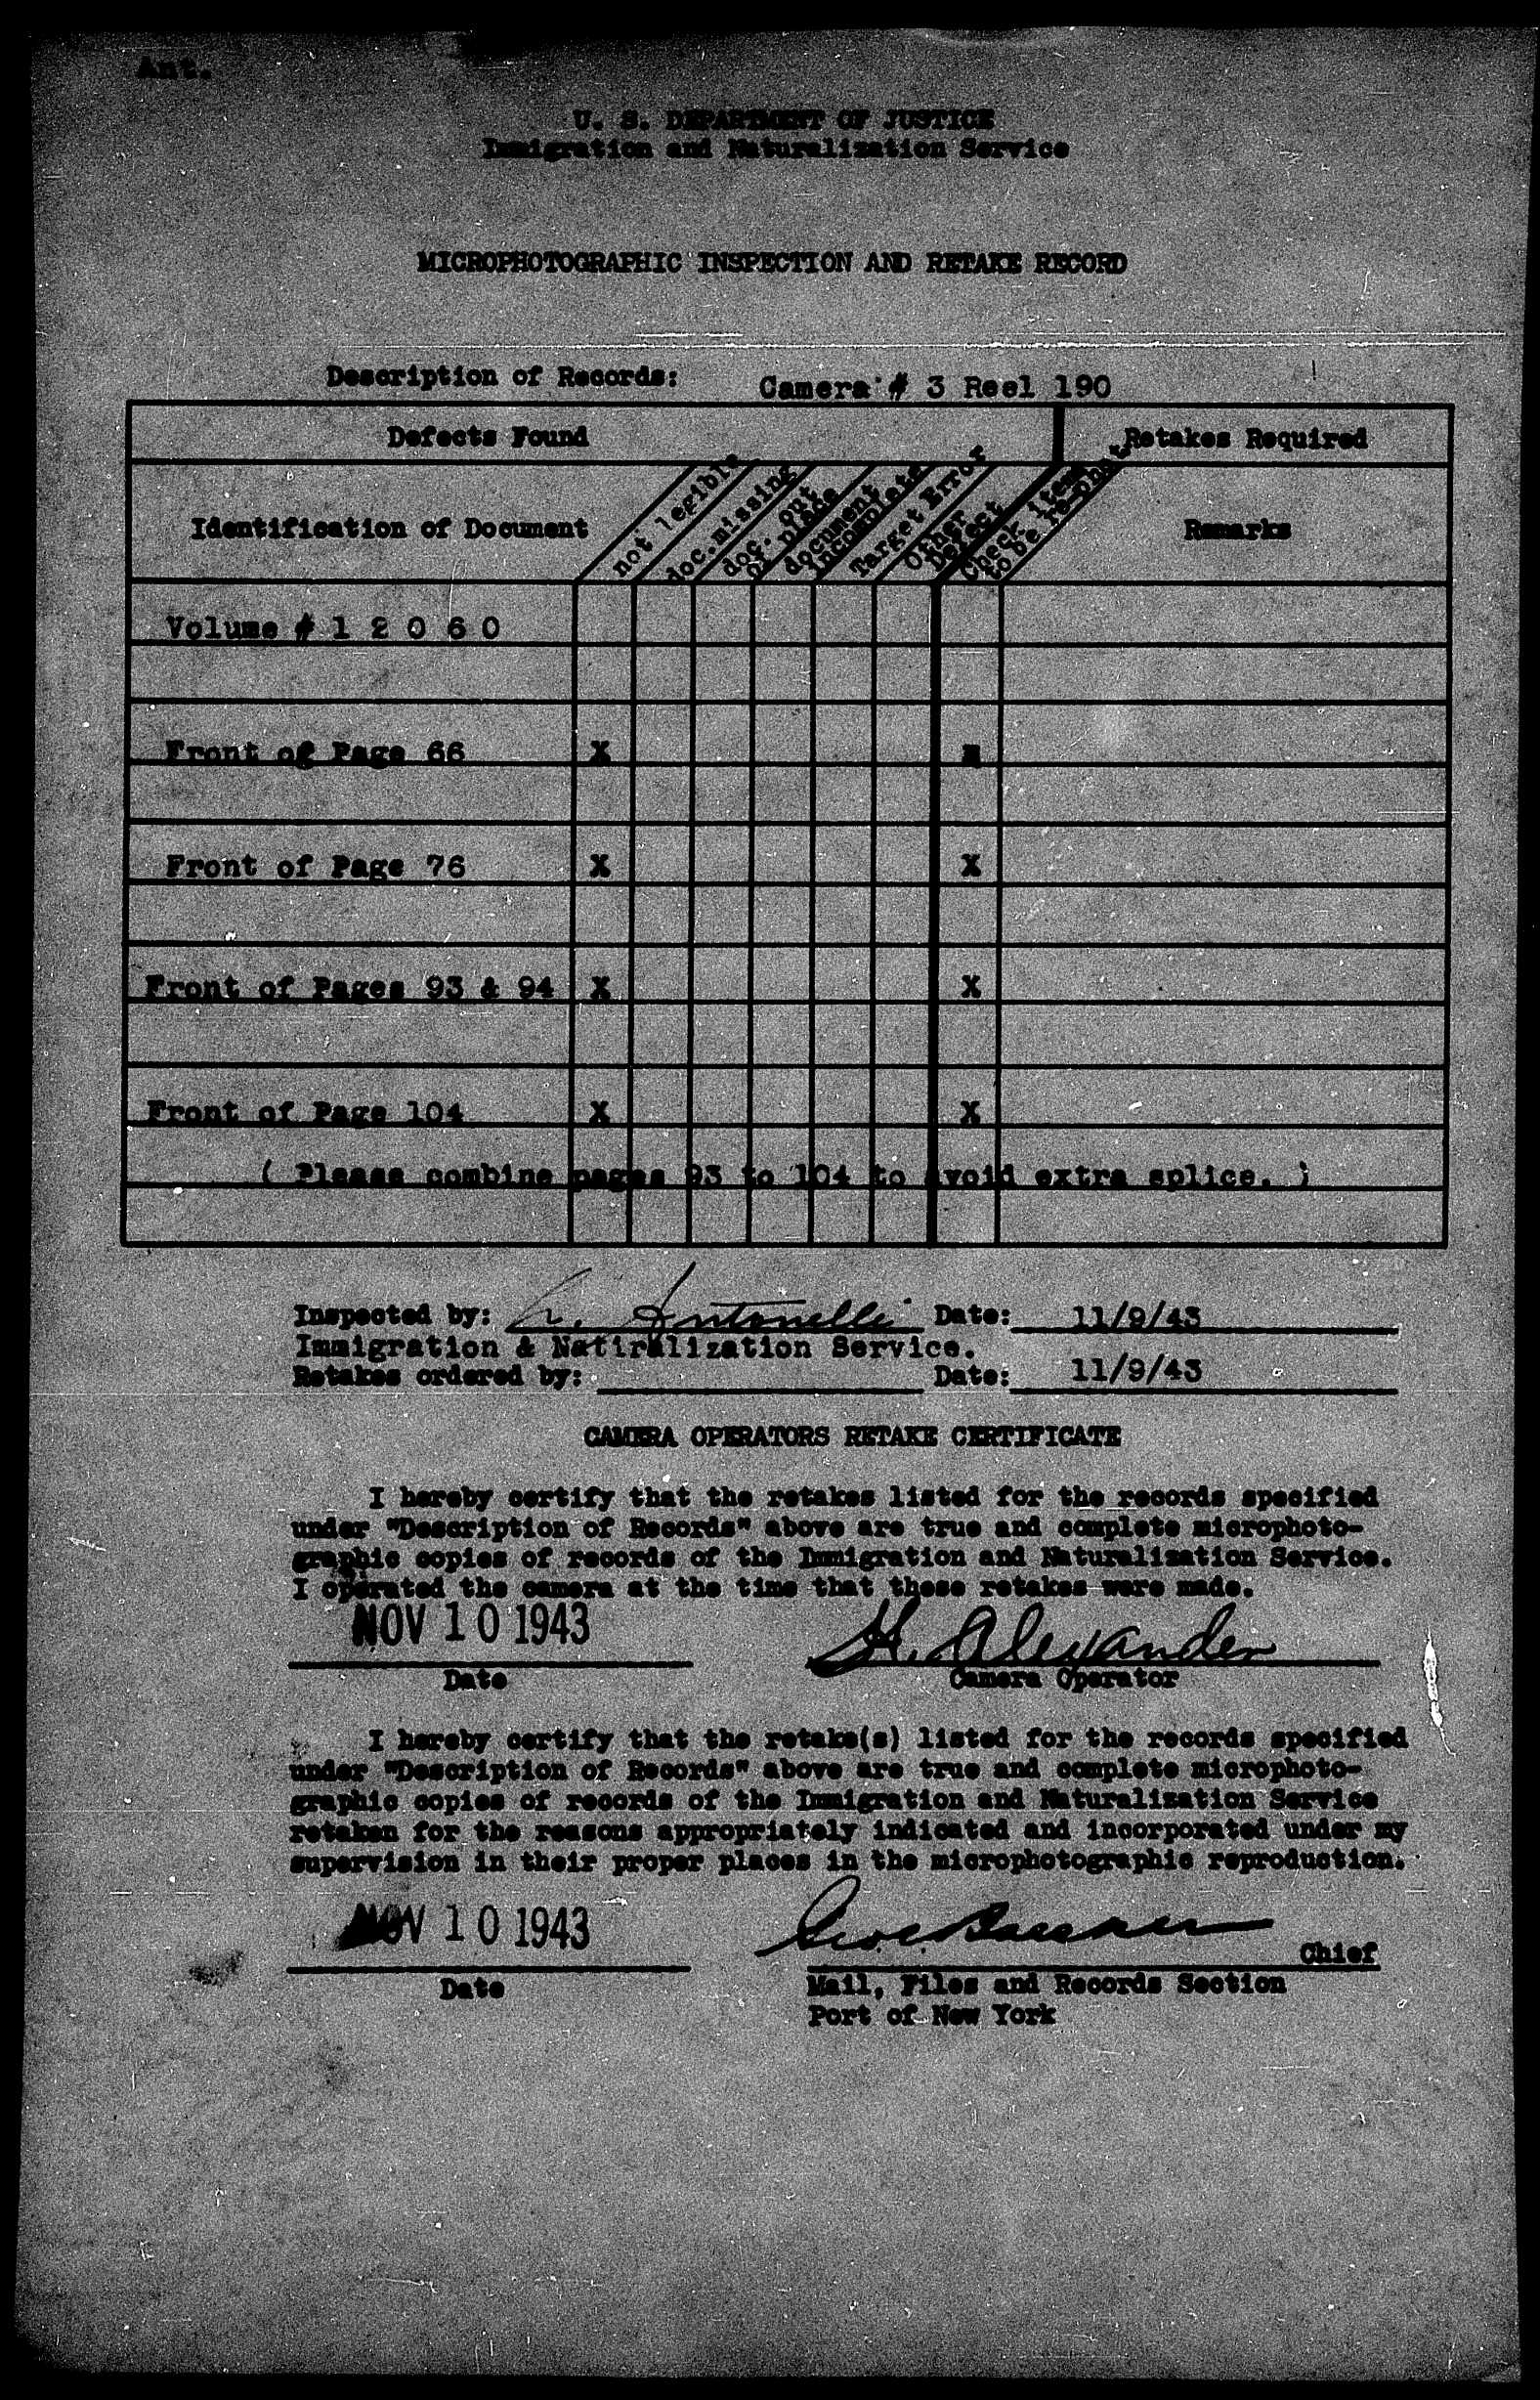 Ant.
U. S. DEPARTMENT OF JUSTICE
Immigration and Naturalization Service
MICROPHOTOGRAPHIC INSPECTION AND RETAKE RECORD
Description of Records: Camera # 3 Reel 190
Defects Found Retakes Required
Identification of Document not legible doc. missing doc. out of place document incomplete Target Error Other Defect Check items to be rephot. Remarks
Volume # 1 2 0 6 0
Front of Page 66 X x
Front of Page 76 X X
Front of Pages 93 & 94 X X
Front of Page 104 X X
( Please combine pages 93 to 104 to avoid extra splice. )
Inspected by: Antonelle Date: 11/9/43
Immigration & Natiralization Service.
Retakes ordered by: Date: 11/9/43
CAMERA OPERATORS RETAKE CERTIFICATE
I hereby certify that the retakes listed for the records specified
under "Description of Records" above are true and complete microphoto-
graphic copies of records of the Immigration and Naturalization Service.
I operated the camera at the time that these retakes were made.
NOV 10 1943 H. Alexander
Date Camera Operator
I hereby certify that the retake(s) listed for the records specified
under "Description of Records" above are true and complete microphoto-
graphic copies of records of the Immigration and Naturalization Service
retaken for the reasons appropriately indicated and incorporated under my
supervision in their proper places in the microphotographic reproduction.
NOV 10 1943 Chief
Date Mail, Files and Records Section
Port of New York